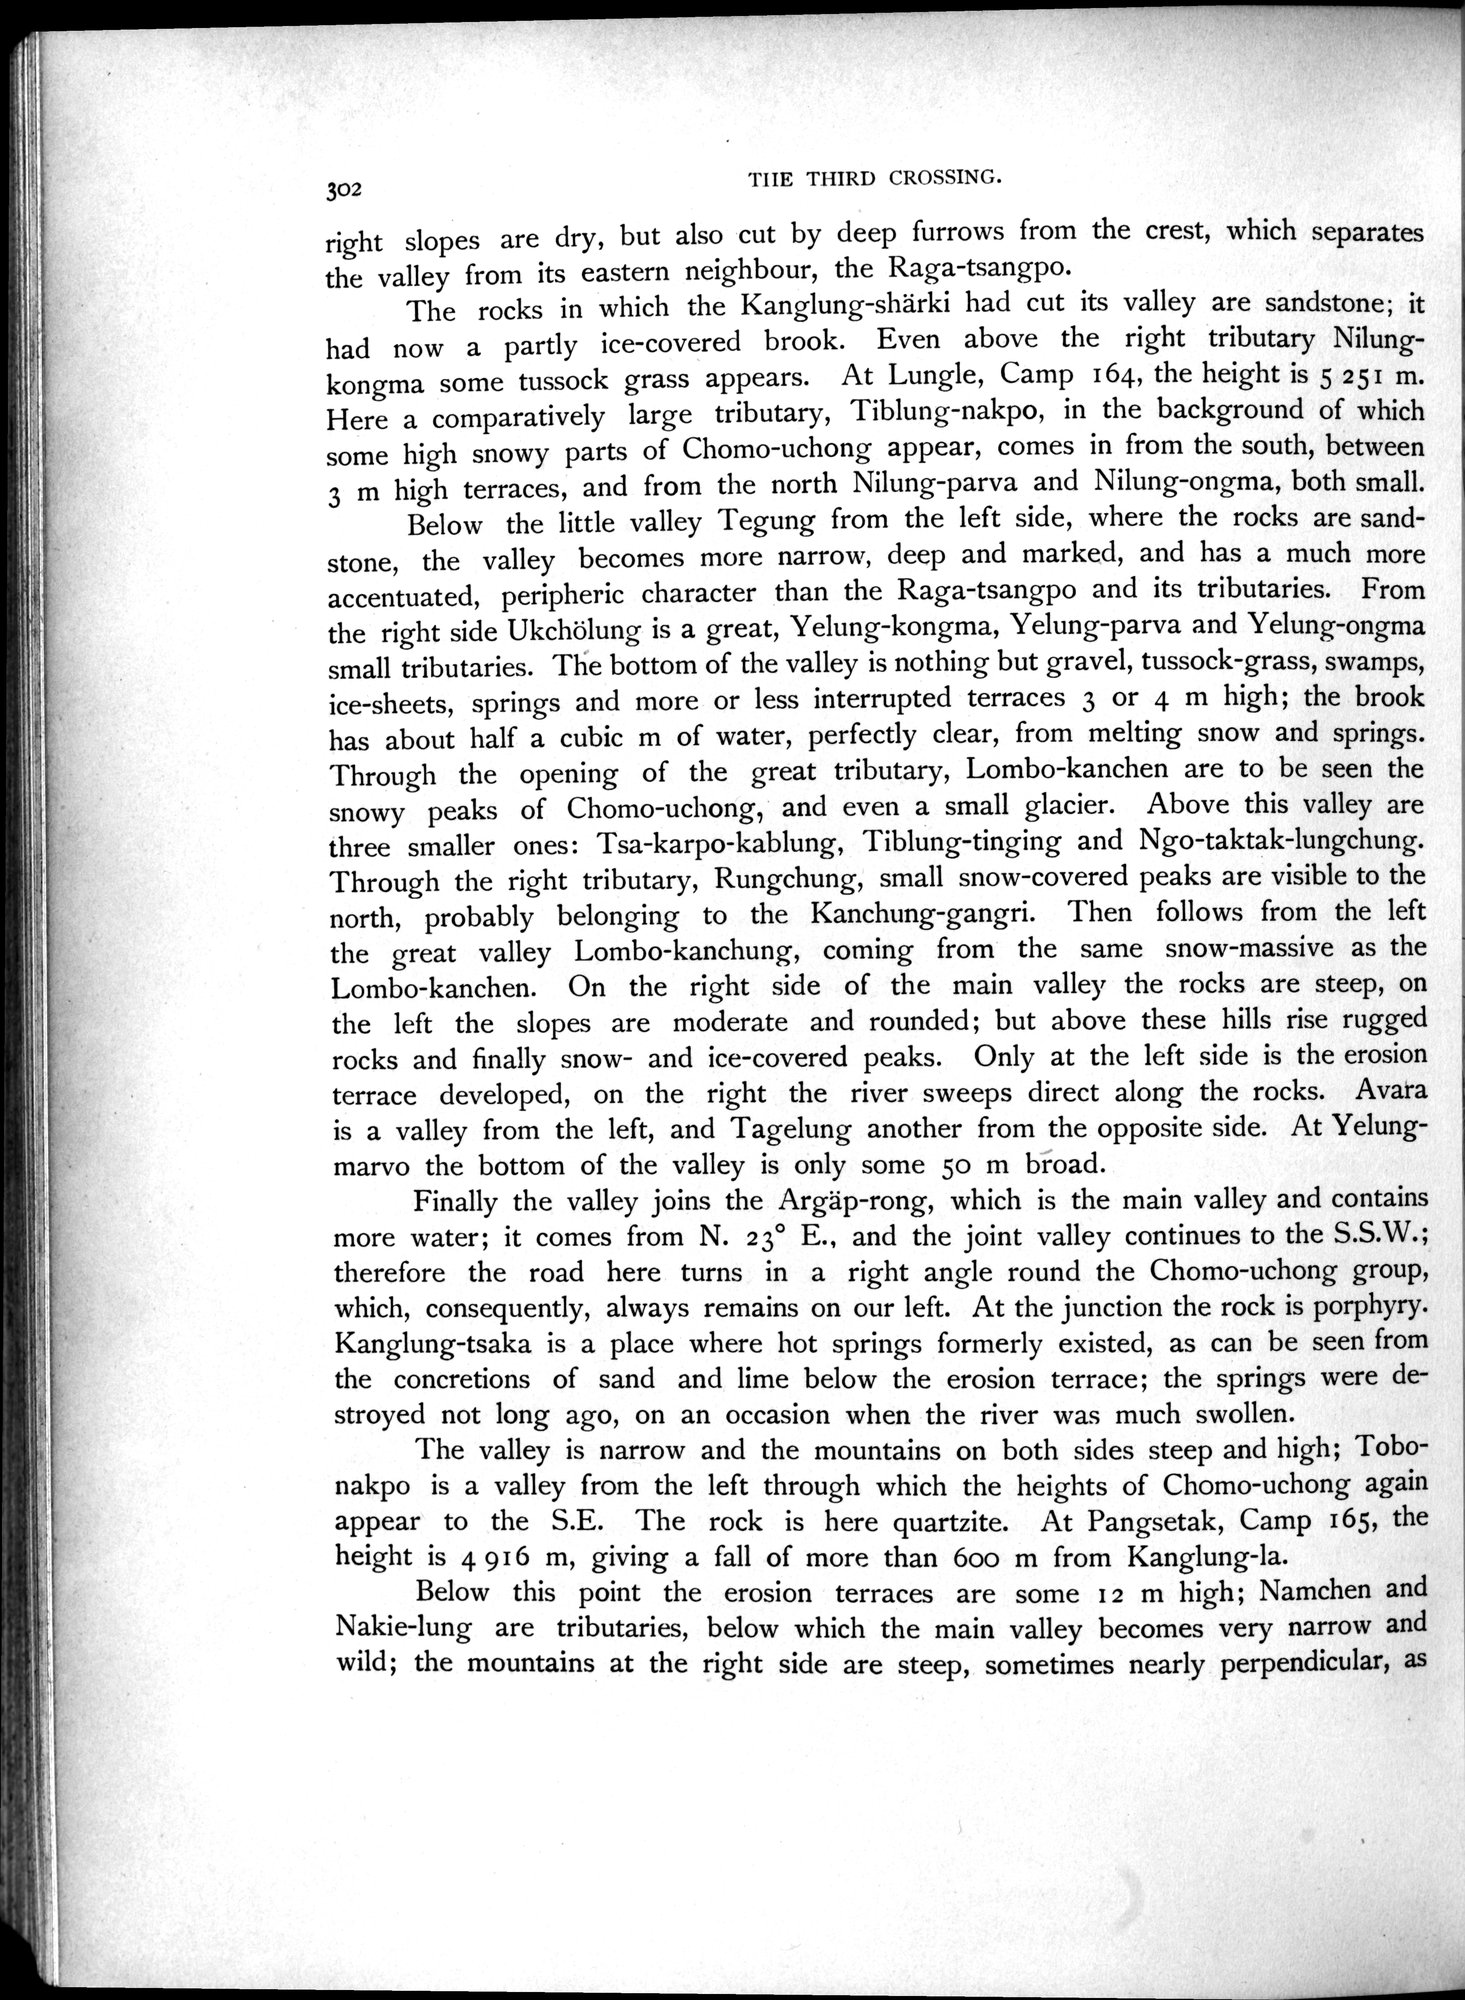 302
THE THIRD CROSSING.
right slopes are dry, but also cut by deep furrows from the crest, which separates
the valley from its eastern neighbour, the Raga-tsangpo.
The rocks in which the Kanglung-shärki had cut its valley are sandstone; it
had now a partly ice-covered brook. Even above the right tributary Nilung-
kongma some tussock grass appears. At Lungle, Camp 164, the height is 5 251 m.
Here a comparatively large tributary, Tiblung-nakpo, in the background of which
some high snowy parts of Chomo-uchong appear, comes in from the south, between
3 m high terraces, and from the north Nilung-parva and Nilung-ongma, both small.
Below the little valley Tegung from the left side, where the rocks are sand-
stone, the valley becomes more narrow, deep and marked, and has a much more
accentuated, peripheric character than the Raga-tsangpo and its tributaries. From
the right side Ukchölung is a great, Yelung-kongma, Yelung-parva and Yelung-ongma
small tributaries. The bottom of the valley is nothing but gravel, tussock-grass, swamps,
ice-sheets, springs and more or less interrupted terraces 3 or 4 m high; the brook
has about half a cubic m of water, perfectly clear, from melting snow and springs.
Through the opening of the great tributary, Lombo-kanchen are to be seen the
snowy peaks of Chomo-uchong, and even a small glacier. Above this valley are
three smaller ones: Tsa-karpo-kablung, Tiblung-tinging and Ngo-taktak-lungchung.
Through the right tributary, Rungchung, small snow-covered peaks are visible to the
north, probably belonging to the Kanchung-gangri. Then follows from the left
the great valley Lombo-kanchung, coming from the same snow-massive as the
Lombo-kanchen. On the right side of the main valley the rocks are steep, on
the left the slopes are moderate and rounded; but above these hills rise rugged
rocks and finally snow- and ice-covered peaks. Only at the left side is the erosion
terrace developed, on the right the river sweeps direct along the rocks. Avara
is a valley from the left, and Tagelung another from the opposite side. At Yelung-
marvo the bottom of the valley is only some 50 m broad.
Finally the valley joins the Argäp-rong, which is the main valley and contains
more water; it comes from N. 23° E., and the joint valley continues to the S.S.W.;
therefore the road here turns in a right angle round the Chomo-uchong group,
which, consequently, always remains on our left. At the junction the rock is porphyry.
Kanglung-tsaka is a place where hot springs formerly existed, as can be seen from
the concretions of sand and lime below the erosion terrace; the springs were de-
stroyed not long ago, on an occasion when the river was much swollen.
The valley is narrow and the mountains on both sides steep and high; Tobo-
nakpo is a valley from the left through which the heights of Chomo-uchong again
appear to the S.E. The rock is here quartzite. At Pangsetak, Camp 165, the
height is 4 916 m, giving a fall of more than 600 m from Kanglung-la.
Below this point the erosion terraces are some 12 m high; Namchen and
Nakie-lung are tributaries, below which the main valley becomes very narrow and
wild; the mountains at the right side are steep, sometimes nearly perpendicular, as